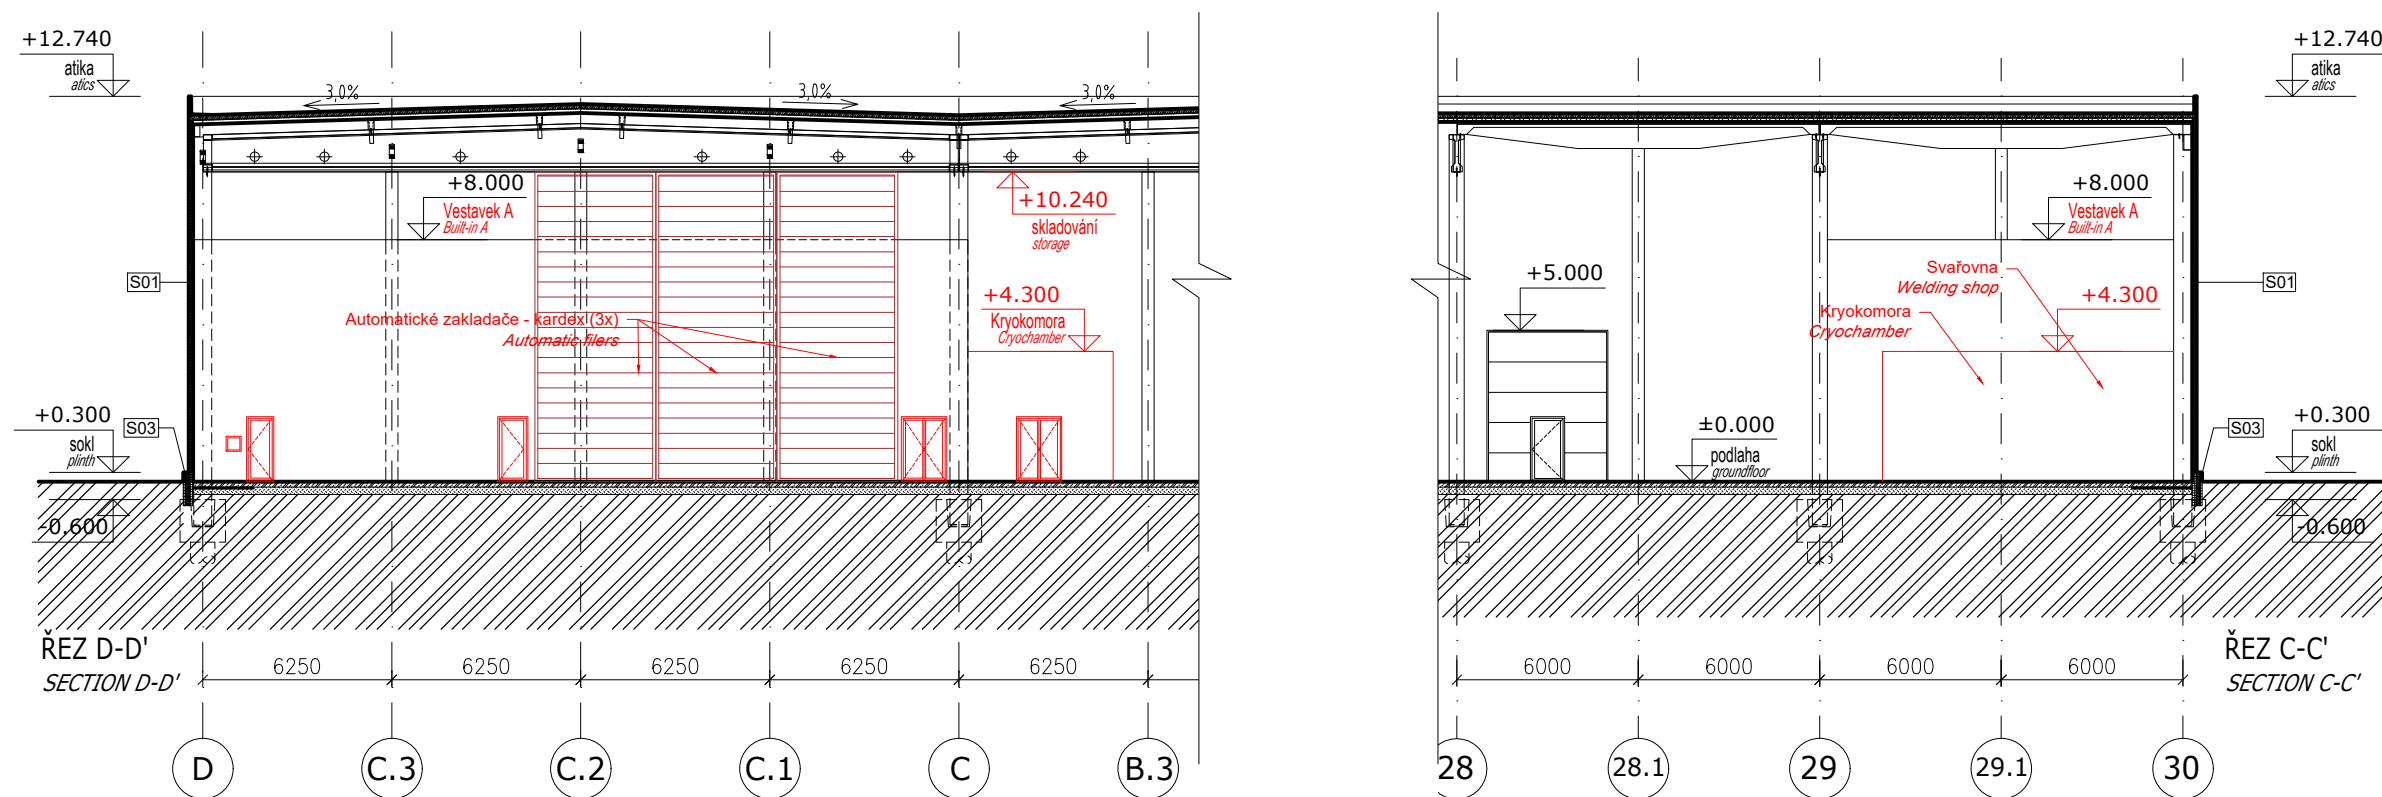 +12.740
atika
atics
3,0%
3,0%
3,0%
+8.000
Vestavek A
Built-in A
+10.240
skladování
storage
S01
+4.300
Kryokomora
Cryochamber
Automatické zakladače - kardex (3x)
Automatic filers
+0.300
sokl
plinth
S03
-0.600
ŘEZ D-D'
SECTION D-D'
6250
6250
6250
6250
6250
D
C.3
C.2
C.1
C
B.3
+12.740
atika
atics
+8.000
Vestavek A
Built-in A
+5.000
Svařovna
Welding shop
S01
+4.300
Kryokomora
Cryochamber
±0.000
podlaha
groundfloor
+0.300
sokl
plinth
S03
-0.600
ŘEZ C-C'
SECTION C-C'
6000
6000
6000
6000
28
28.1
29
29.1
30